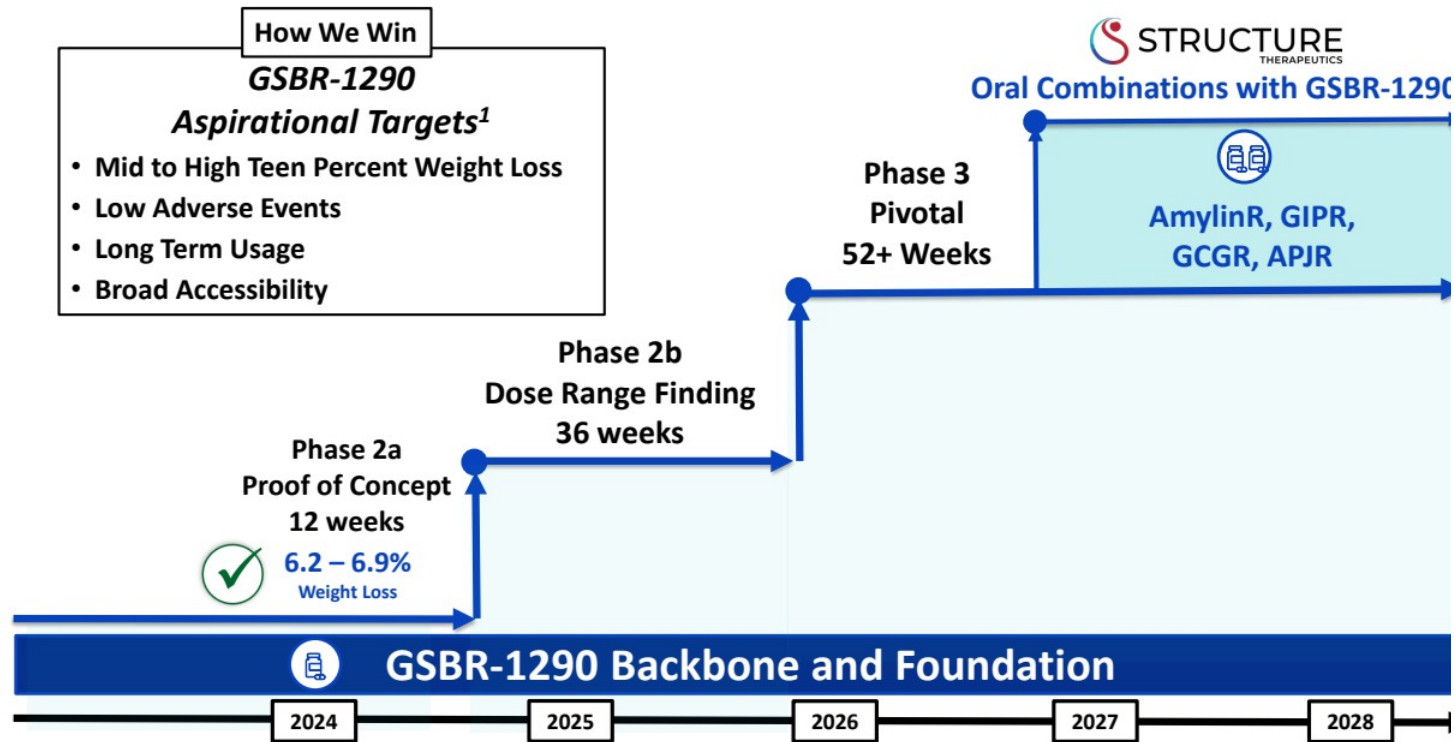 How We Win
GSBR-1290
Aspirational Targets1
• Mid to High Teen Percent Weight Loss
• Low Adverse Events
• Long Term Usage
• Broad Accessibility
STRUCTURE
THERAPEUTICS
Oral Combinations with GSBR-1290
AmylinR, GIPR,
GCGR, APJR
Phase 3
Pivotal
52+ Weeks
Phase 2b
Dose Range Finding
36 weeks
Phase 2a
Proof of Concept
12 weeks
6.2 – 6.9%
Weight Loss
GSBR-1290 Backbone and Foundation
2024
2025
2026
2027
2028